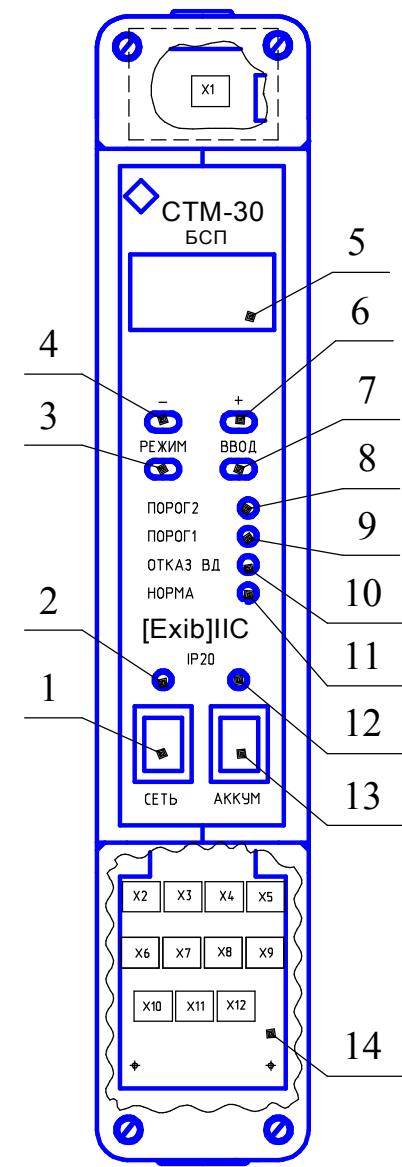 X1
СТМ-30
БСП
5
6
4
- +
7
3
РЕЖИМ ВВОД
8
ПОРОГ2
9
ПОРОГ1
10
ОТКАЗ ВД
НОРМА
11
2
[Exib]IIC
IP20
12
1
13
СЕТЬ АККУМ
X2 X3 X4 X5
X6 X7 X8 X9
X10 X11 X12
14